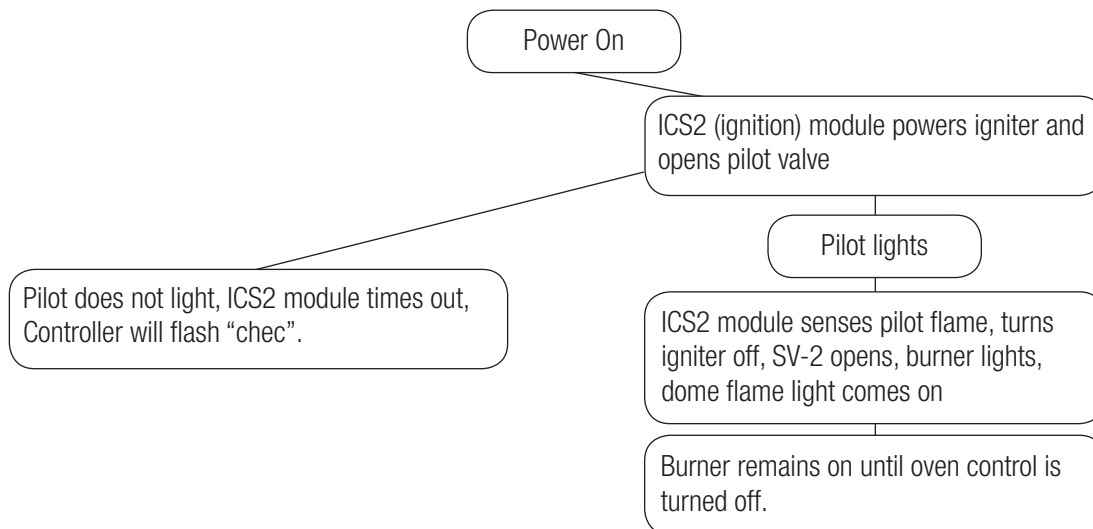 Power On
ICS2 (ignition) module powers igniter and
opens pilot valve
Pilot lights
Pilot does not light, ICS2 module times out,
Controller will flash “chec”.
ICS2 module senses pilot flame, turns
igniter off, SV-2 opens, burner lights,
dome flame light comes on
Burner remains on until oven control is
turned off.